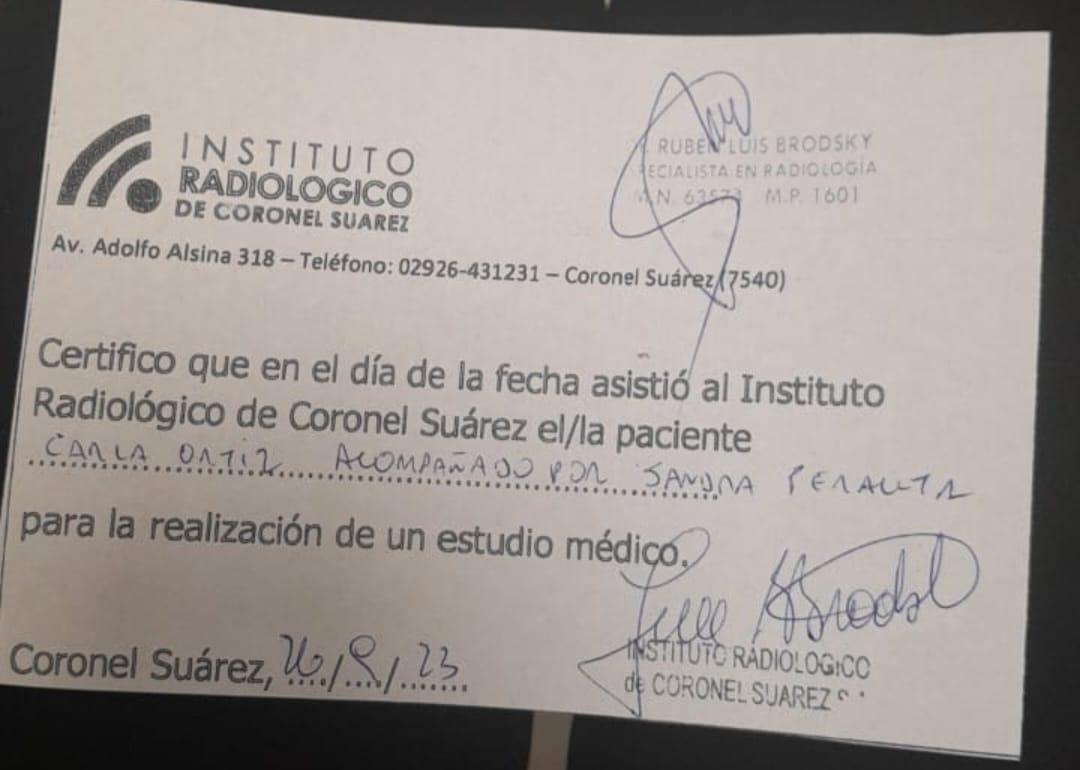 INSTITUTO
RADIOLOGICO
DE CORONEL SUAREZ
RUBEN LUIS BRODSKY
ECIALISTA EN RADIOLOGÍA
M.N. 63573 M.P. 1601
Av. Adolfo Alsina 318 – Teléfono: 02926-431231 – Coronel Suárez (7540)
Certifico que en el día de la fecha asistió al Instituto
Radiológico de Coronel Suárez el/la paciente
CARLA ORTIZ ACOMPAÑADO POR SANDRA PERALTA
para la realización de un estudio médico.
Coronel Suárez, 26/8/23
INSTITUTO RADIOLOGICO
de CORONEL SUAREZ